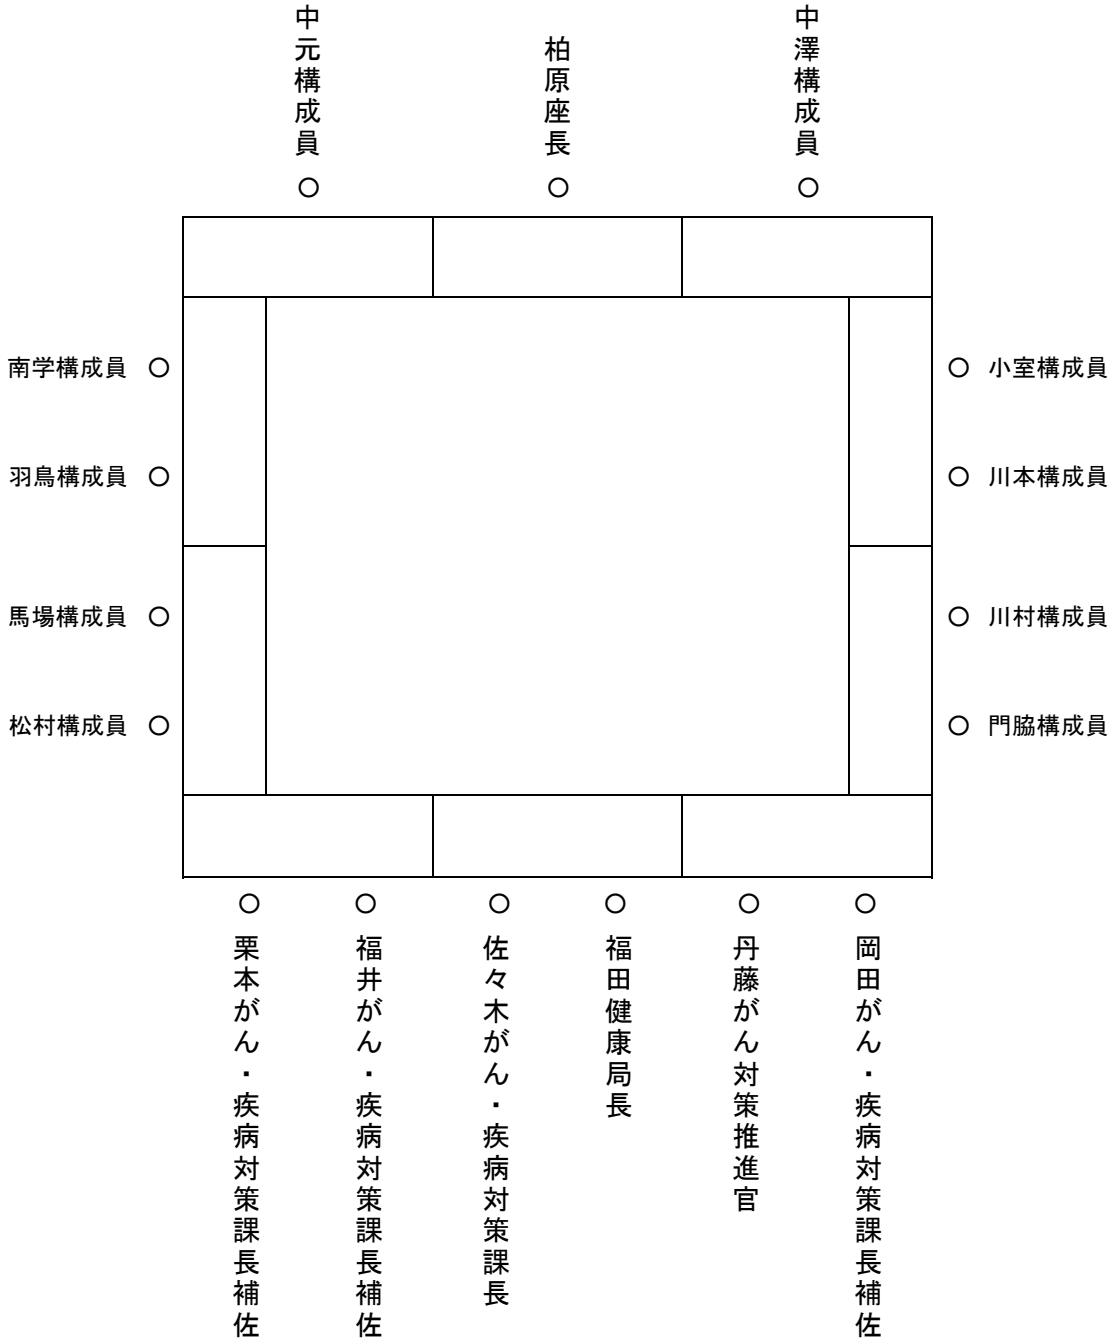 中元構成員
柏原座長
中澤構成員
○
○
○
南学構成員 ○
○ 小室構成員
羽鳥構成員 ○
○ 川本構成員
馬場構成員 ○
○ 川村構成員
松村構成員 ○
○ 門脇構成員
○
○
○
○
○
○
栗本がん・疾病対策課長補佐
福井がん・疾病対策課長補佐
佐々木がん・疾病対策課長
福田健康局長
丹藤がん対策推進官
岡田がん・疾病対策課長補佐